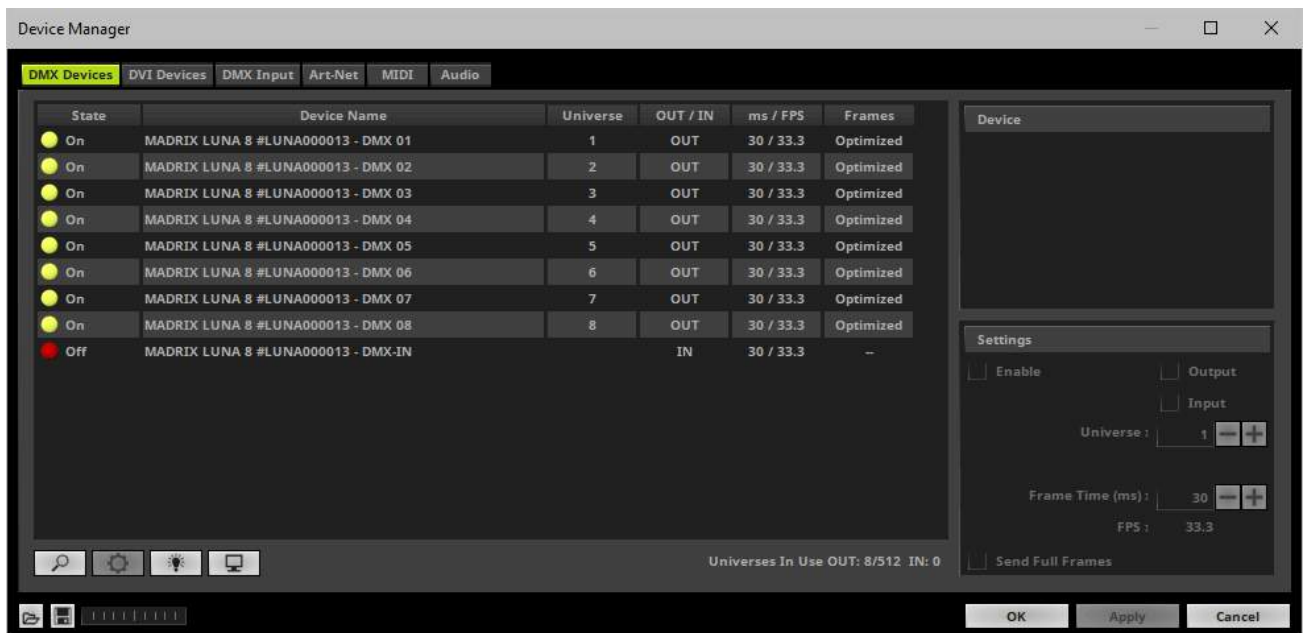 Device Manager
DMX Devices DVI Devices DMX Input Art-Net MIDI Audio
State Device Name Universe OUT / IN ms / FPS Frames
On MADRIX LUNA 8 #LUNA000013 - DMX 01 1 OUT 30 / 33.3 Optimized
On MADRIX LUNA 8 #LUNA000013 - DMX 02 2 OUT 30 / 33.3 Optimized
On MADRIX LUNA 8 #LUNA000013 - DMX 03 3 OUT 30 / 33.3 Optimized
On MADRIX LUNA 8 #LUNA000013 - DMX 04 4 OUT 30 / 33.3 Optimized
On MADRIX LUNA 8 #LUNA000013 - DMX 05 5 OUT 30 / 33.3 Optimized
On MADRIX LUNA 8 #LUNA000013 - DMX 06 6 OUT 30 / 33.3 Optimized
On MADRIX LUNA 8 #LUNA000013 - DMX 07 7 OUT 30 / 33.3 Optimized
On MADRIX LUNA 8 #LUNA000013 - DMX 08 8 OUT 30 / 33.3 Optimized
Off MADRIX LUNA 8 #LUNA000013 - DMX-IN IN 30 / 33.3 --
Universes In Use OUT: 8/512 IN: 0
Device
Settings
Enable Output
Input
Universe : 1
Frame Time (ms) : 30
FPS : 33.3
Send Full Frames
OK Apply Cancel